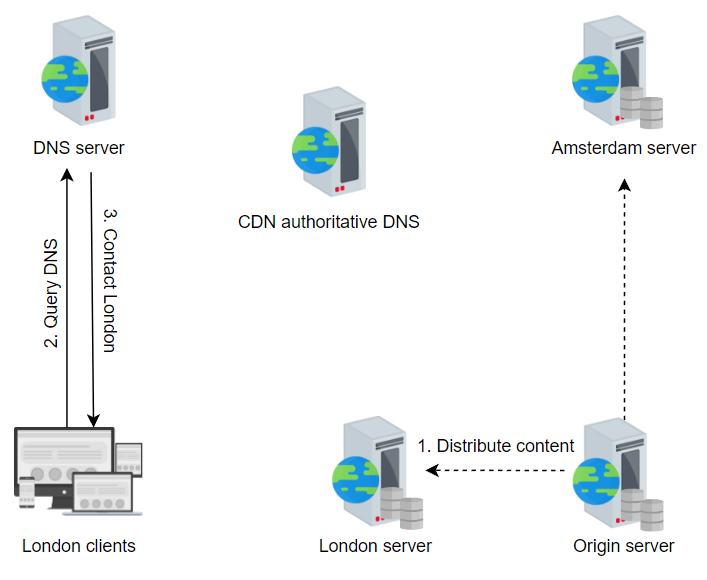 DNS server
Amsterdam server
CDN authoritative DNS
2. Query DNS
3. Contact London
1. Distribute content
London clients
London server
Origin server